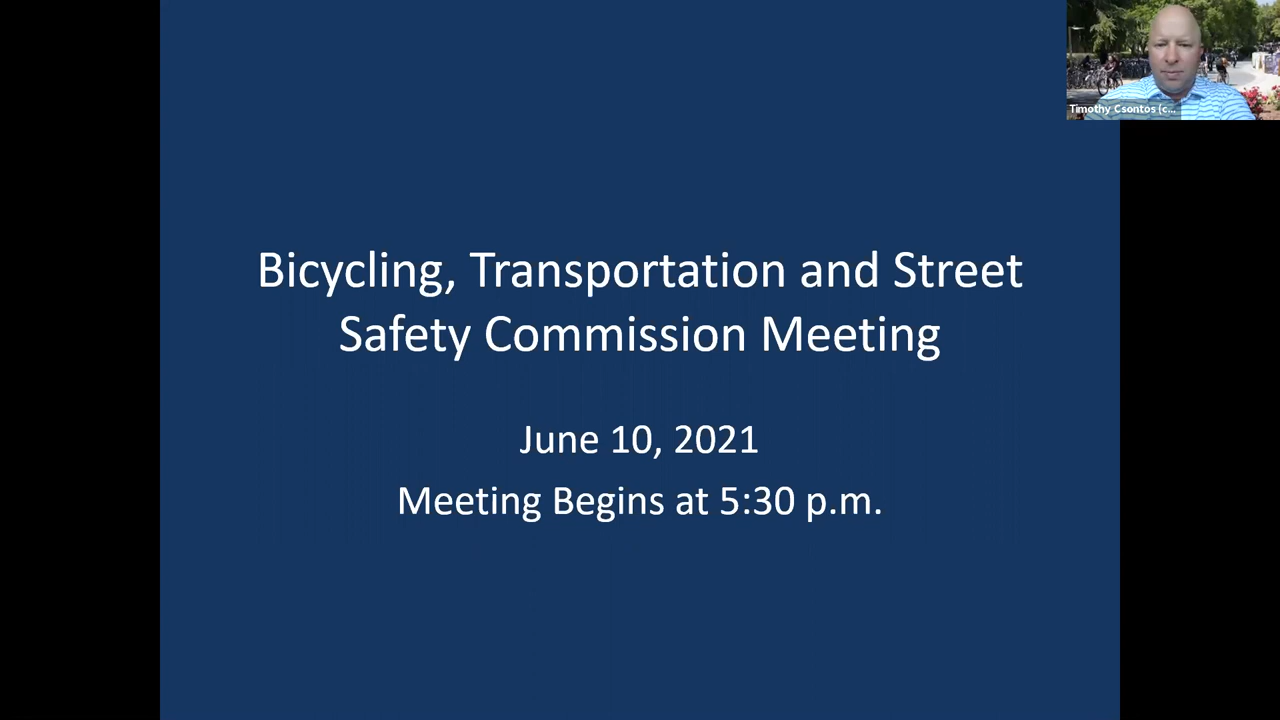 Timothy Csontos (c...
Bicycling, Transportation and Street
Safety Commission Meeting
June 10, 2021
Meeting Begins at 5:30 p.m.